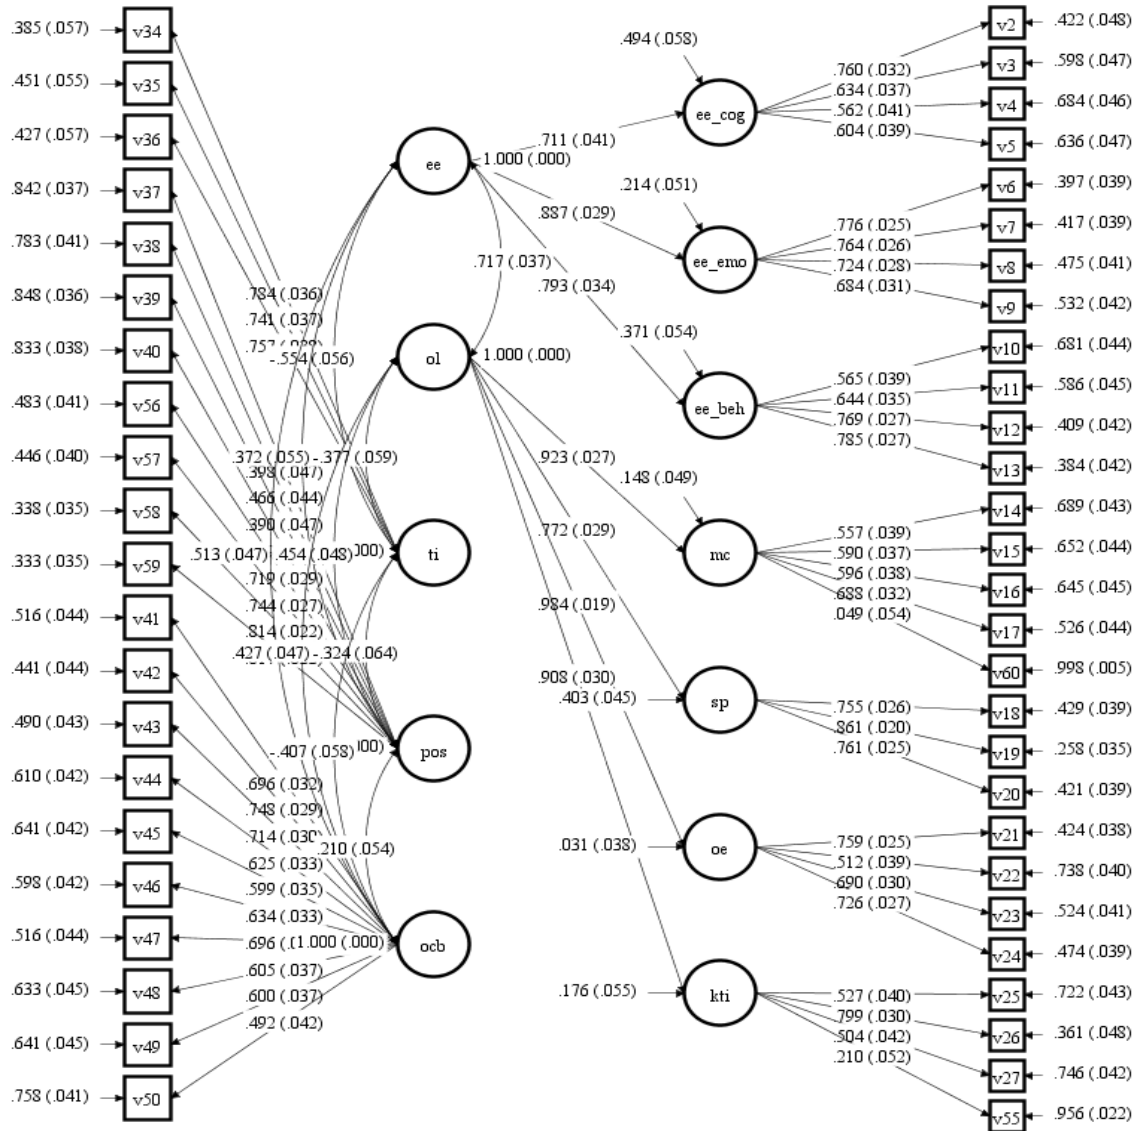 .385 (.057)
v34
.451 (.055)
v35
.427 (.057)
v36
.842 (.037)
v37
.783 (.041)
v38
.848 (.036)
v39
.833 (.038)
v40
.483 (.041)
v56
.446 (.040)
v57
.338 (.035)
v58
.333 (.035)
v59
.516 (.044)
v41
.441 (.044)
v42
.490 (.043)
v43
.610 (.042)
v44
.641 (.042)
v45
.598 (.042)
v46
.516 (.044)
v47
.633 (.045)
v48
.641 (.045)
v49
.758 (.041)
v50
.784 (.036)
.741 (.037)
-.554 (.056)
.372 (.055)
-.377 (.059)
.398 (.047)
.466 (.044)
.390 (.047)
.513 (.047)
-.454 (.048)
.719 (.029)
.744 (.027)
.814 (.022)
.427 (.047)
-.324 (.064)
-.407 (.058)
.696 (.032)
.748 (.029)
.714 (.030)
.210 (.054)
.625 (.033)
.599 (.035)
.634 (.033)
.696
1.000 (.000)
.605 (.037)
.600 (.037)
.492 (.042)
ee
1.000 (.000)
ol
1.000 (.000)
ti
pos
ocb
.711 (.041)
.887 (.029)
.717 (.037)
.793 (.034)
.923 (.027)
.772 (.029)
.984 (.019)
.908 (.030)
.494 (.058)
ee_cog
.214 (.051)
ee_emo
.371 (.054)
ee_beh
.148 (.049)
mc
.403 (.045)
sp
.031 (.038)
oe
.176 (.055)
kti
.760 (.032)
.634 (.037)
.562 (.041)
.604 (.039)
.776 (.025)
.764 (.026)
.724 (.028)
.684 (.031)
.565 (.039)
.644 (.035)
.769 (.027)
.785 (.027)
.557 (.039)
.590 (.037)
.596 (.038)
.688 (.032)
.049 (.054)
.755 (.026)
.861 (.020)
.761 (.025)
.759 (.025)
.512 (.039)
.690 (.030)
.726 (.027)
.527 (.040)
.799 (.030)
.504 (.042)
.210 (.052)
v2
.422 (.048)
v3
.598 (.047)
v4
.684 (.046)
v5
.636 (.047)
v6
.397 (.039)
v7
.417 (.039)
v8
.475 (.041)
v9
.532 (.042)
v10
.681 (.044)
v11
.586 (.045)
v12
.409 (.042)
v13
.384 (.042)
v14
.689 (.043)
v15
.652 (.044)
v16
.645 (.045)
v17
.526 (.044)
v60
.998 (.005)
v18
.429 (.039)
v19
.258 (.035)
v20
.421 (.039)
v21
.424 (.038)
v22
.738 (.040)
v23
.524 (.041)
v24
.474 (.039)
v25
.722 (.043)
v26
.361 (.048)
v27
.746 (.042)
v55
.956 (.022)